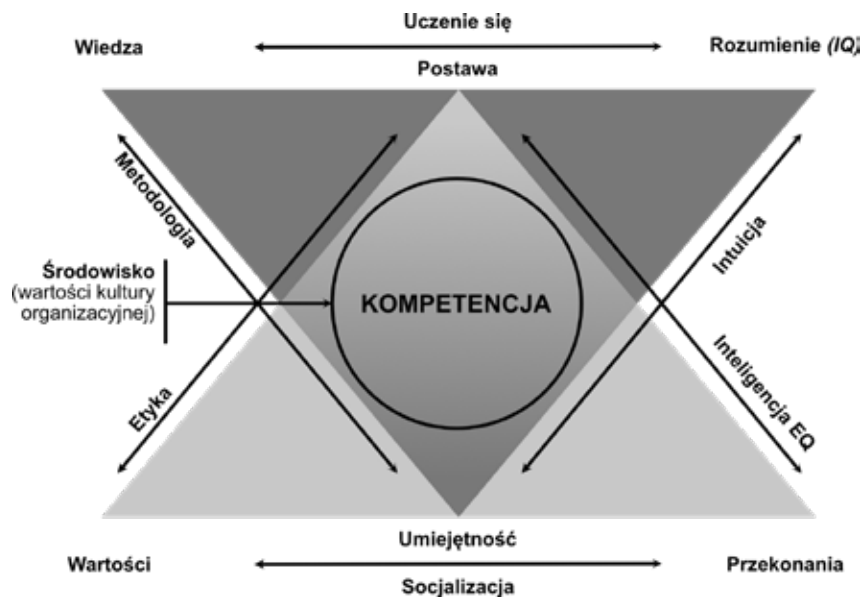 Uczenie się
Wiedza
Rozumienie (IQ)
Postawa
Metodologia
Intuicja
Środowisko
(wartości kultury
organizacyjnej)
KOMPETENCJA
Etyka
Inteligencja EQ
Umiejętność
Wartości
Przekonania
Socjalizacja